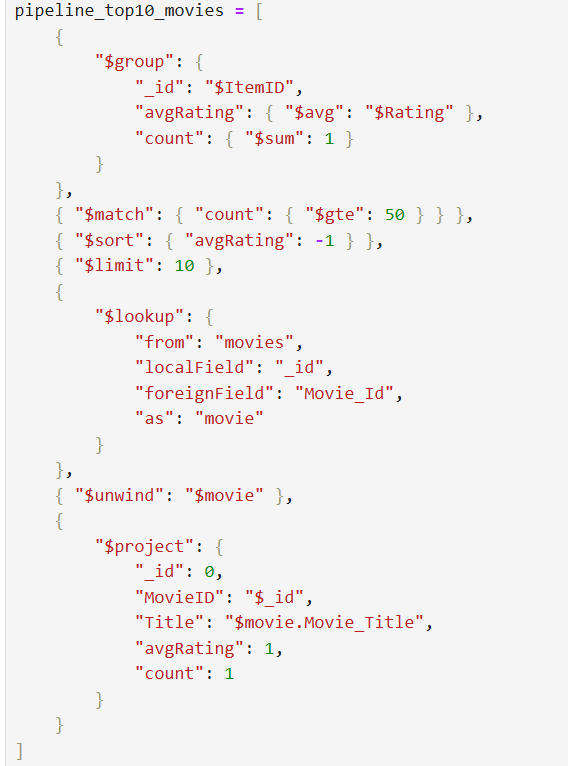 pipeline_top10_movies = [
    {
        "$group": {
            "_id": "$ItemID",
            "avgRating": { "$avg": "$Rating" },
            "count": { "$sum": 1 }
        }
    },
    { "$match": { "count": { "$gte": 50 } } },
    { "$sort": { "avgRating": -1 } },
    { "$limit": 10 },
    {
        "$lookup": {
            "from": "movies",
            "localField": "_id",
            "foreignField": "Movie_Id",
            "as": "movie"
        }
    },
    { "$unwind": "$movie" },
    {
        "$project": {
            "_id": 0,
            "MovieID": "$_id",
            "Title": "$movie.Movie_Title",
            "avgRating": 1,
            "count": 1
        }
    }
]